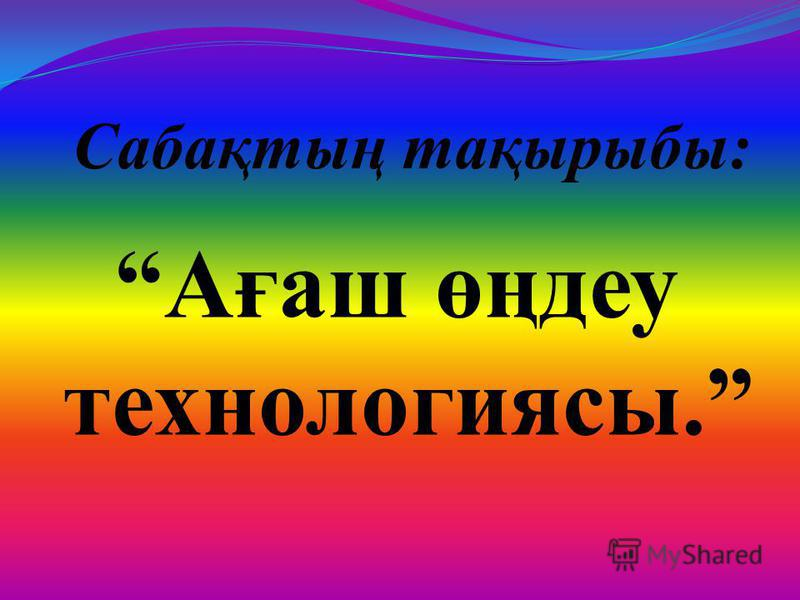 Сабақтың тақырыбы:
“Ағаш өңдеу
технологиясы.”
MyShared